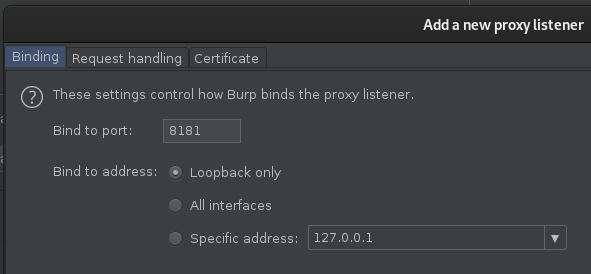 Add a new proxy listener
Binding Request handling Certificate
? These settings control how Burp binds the proxy listener.
Bind to port: 8181
Bind to address: Loopback only
All interfaces
Specific address: 127.0.0.1